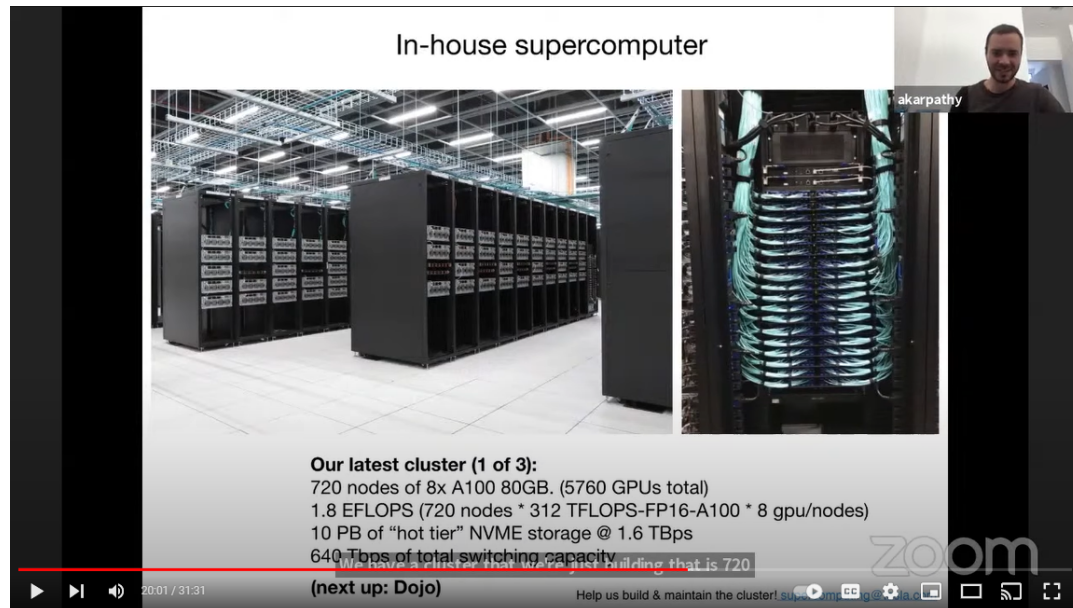 In-house supercomputer
akarpathy
Our latest cluster (1 of 3):
720 nodes of 8x A100 80GB. (5760 GPUs total)
1.8 EFLOPS (720 nodes * 312 TFLOPS-FP16-A100 * 8 gpu/nodes)
10 PB of “hot tier” NVME storage @ 1.6 TBps
640 Tbps of total switching capacity
We have a cluster that we're just building that is 720
zoom
20:01 / 31:31
(next up: Dojo)
Help us build & maintain the cluster!
CC